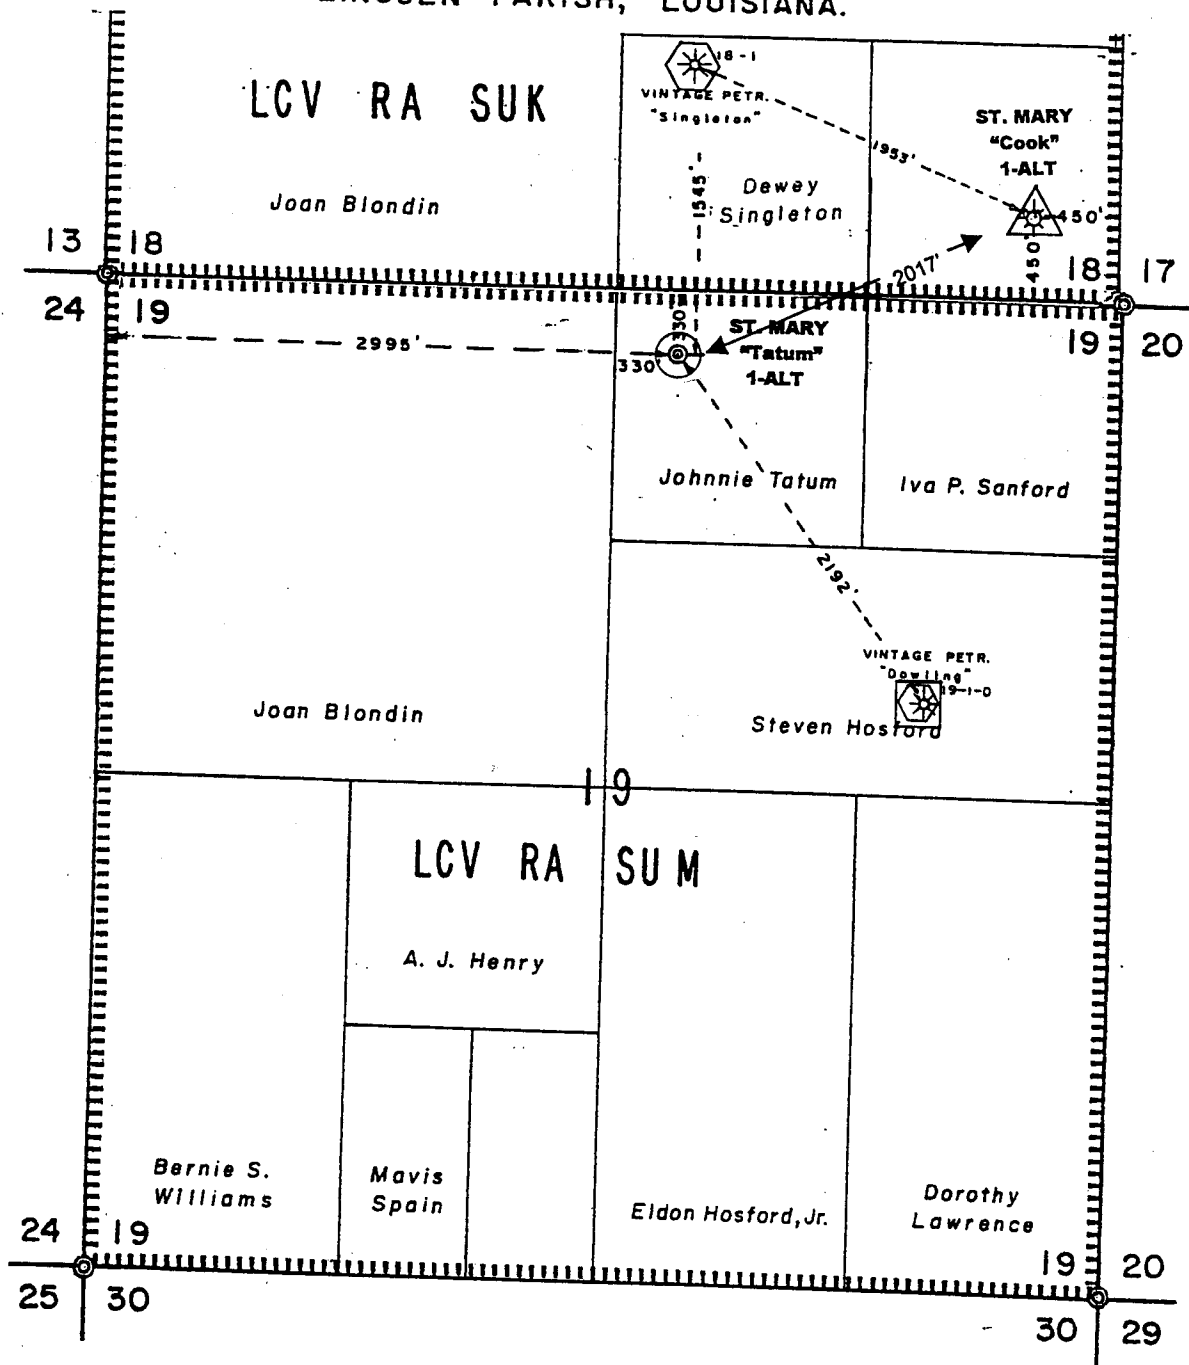 LINCOLN PARISH, LOUISIANA.
18-1
LCV RA SUK
VINTAGE PETR.
"Singleton"
ST. MARY
"Cook"
1-ALT
1953'
Joan Blondin
1545'
Dewey
Singleton
450'
450'
13 18
18 17
2017'
24 19
19 20
330'
ST. MARY
"Tatum"
1-ALT
2995'
330'
Johnnie Tatum
Iva P. Sanford
2192'
VINTAGE PETR.
"Dowling"
19-1-D
Joan Blondin
Steven Hosford
19
LCV RA SUM
A. J. Henry
Bernie S.
Williams
Mavis
Spain
Eldon Hosford, Jr.
Dorothy
Lawrence
24 19
19 20
25 30
30 29